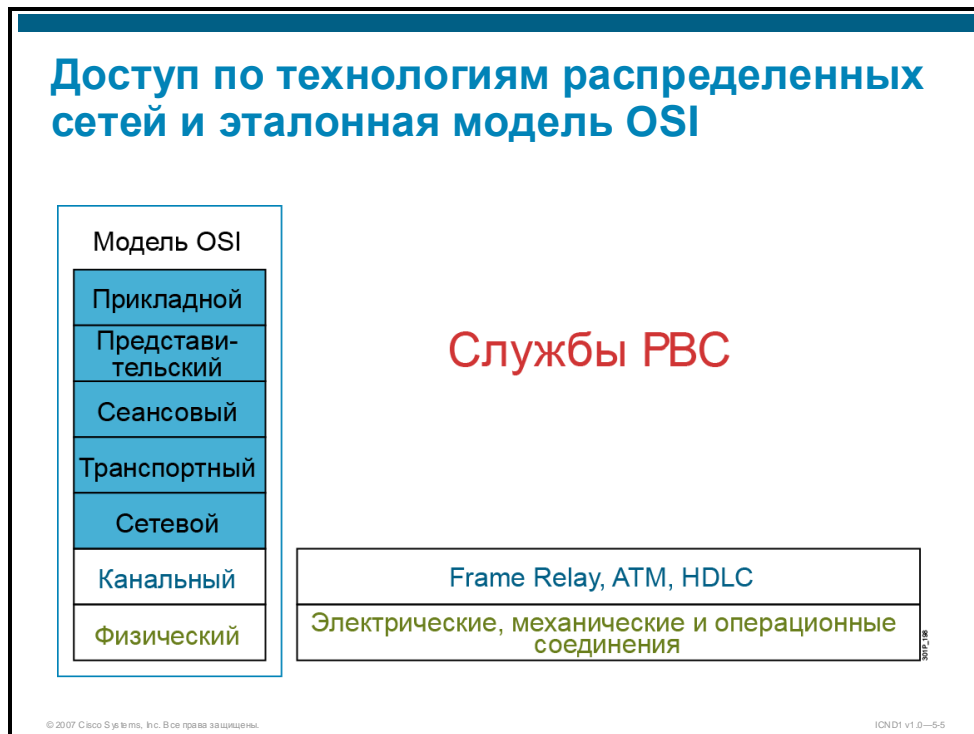 Доступ по технологиям распределенных
сетей и эталонная модель OSI
Модель OSI
Прикладной
Представи-
тельский
Сеансовый
Транспортный
Сетевой
Канальный
Физический
Службы РВС
Frame Relay, ATM, HDLC
Электрические, механические и операционные
соединения
301P_198
© 2007 Cisco Systems, Inc. Все права защищены.
ICND1 v1.0—5-5